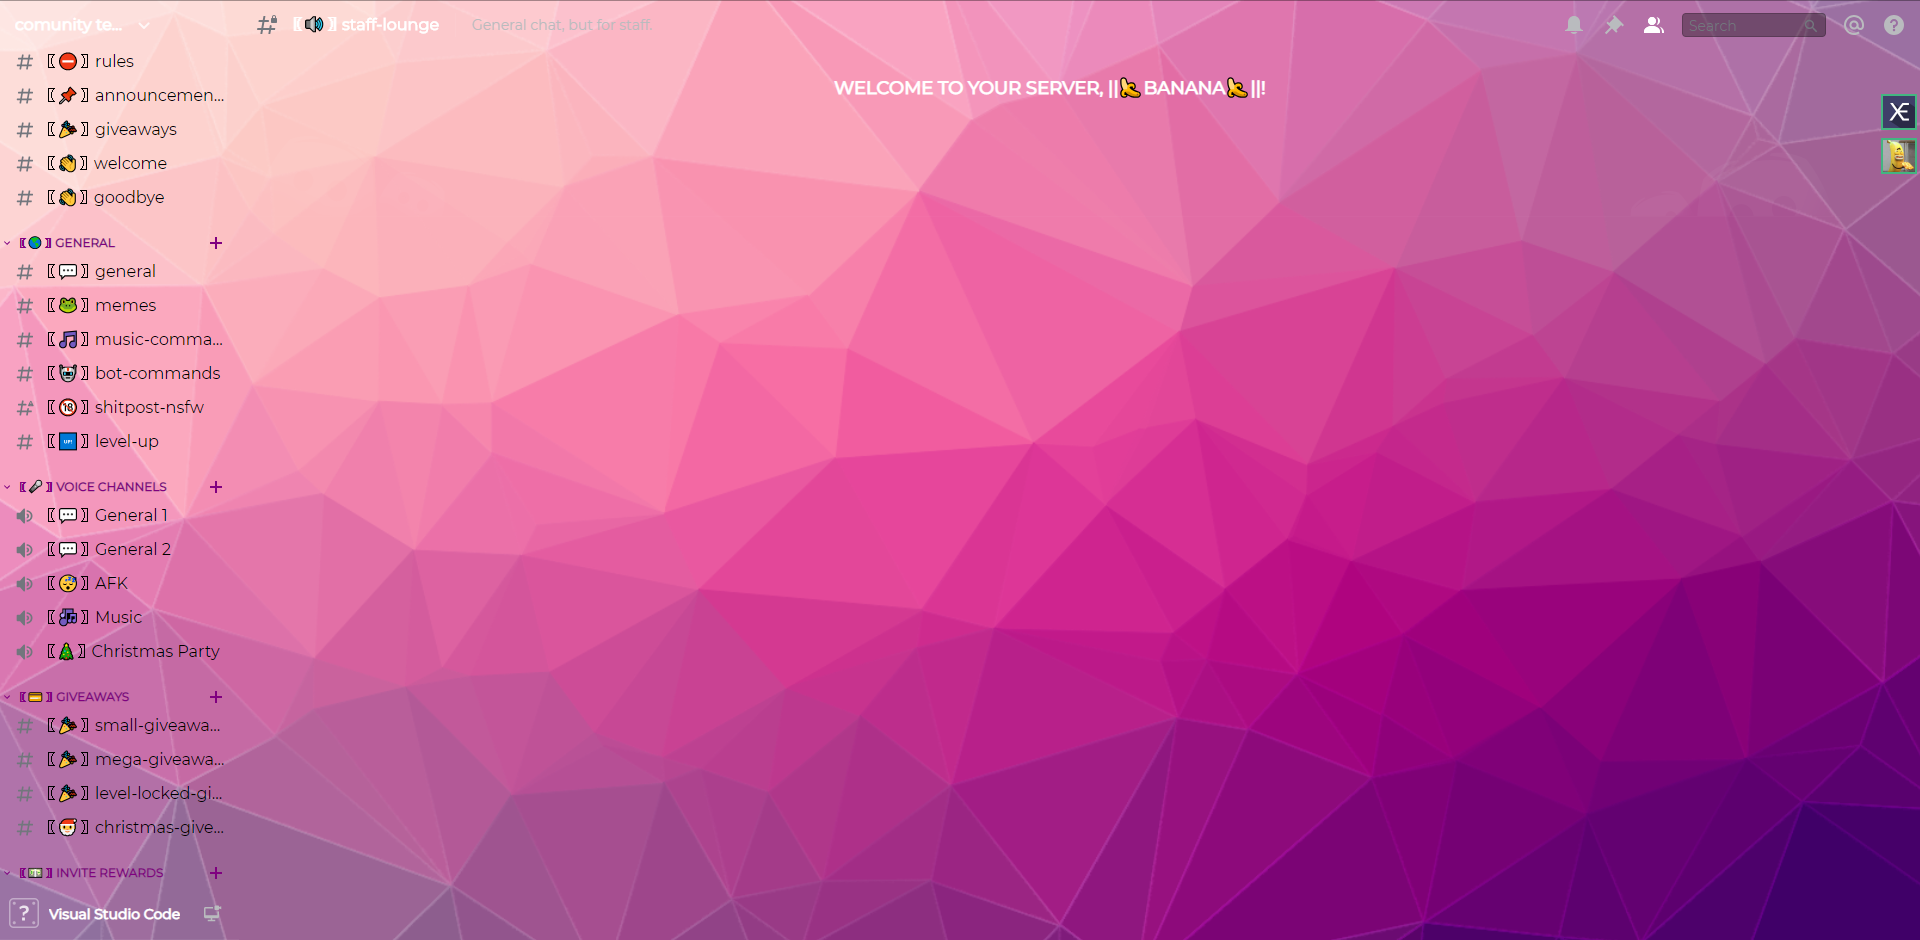 comunity te...
【🔊】staff-lounge
General chat, but for staff.
Search
【⛔】rules
【📌】announcemen...
【🎉】giveaways
【👏】welcome
【👏】goodbye
【🌍】GENERAL
【💬】general
【🐸】memes
【🎵】music-comma...
【🤖】bot-commands
【🔞】shitpost-nsfw
【🆙】level-up
【🎤】VOICE CHANNELS
【💬】General 1
【💬】General 2
【😴】AFK
【🎶】Music
【🎄】Christmas Party
【💳】GIVEAWAYS
【🎉】small-giveawa...
【🎉】mega-giveawa...
【🎉】level-locked-gi...
【🎅】christmas-give...
【💵】INVITE REWARDS
Visual Studio Code
WELCOME TO YOUR SERVER, ||🍌BANANA🍌||!